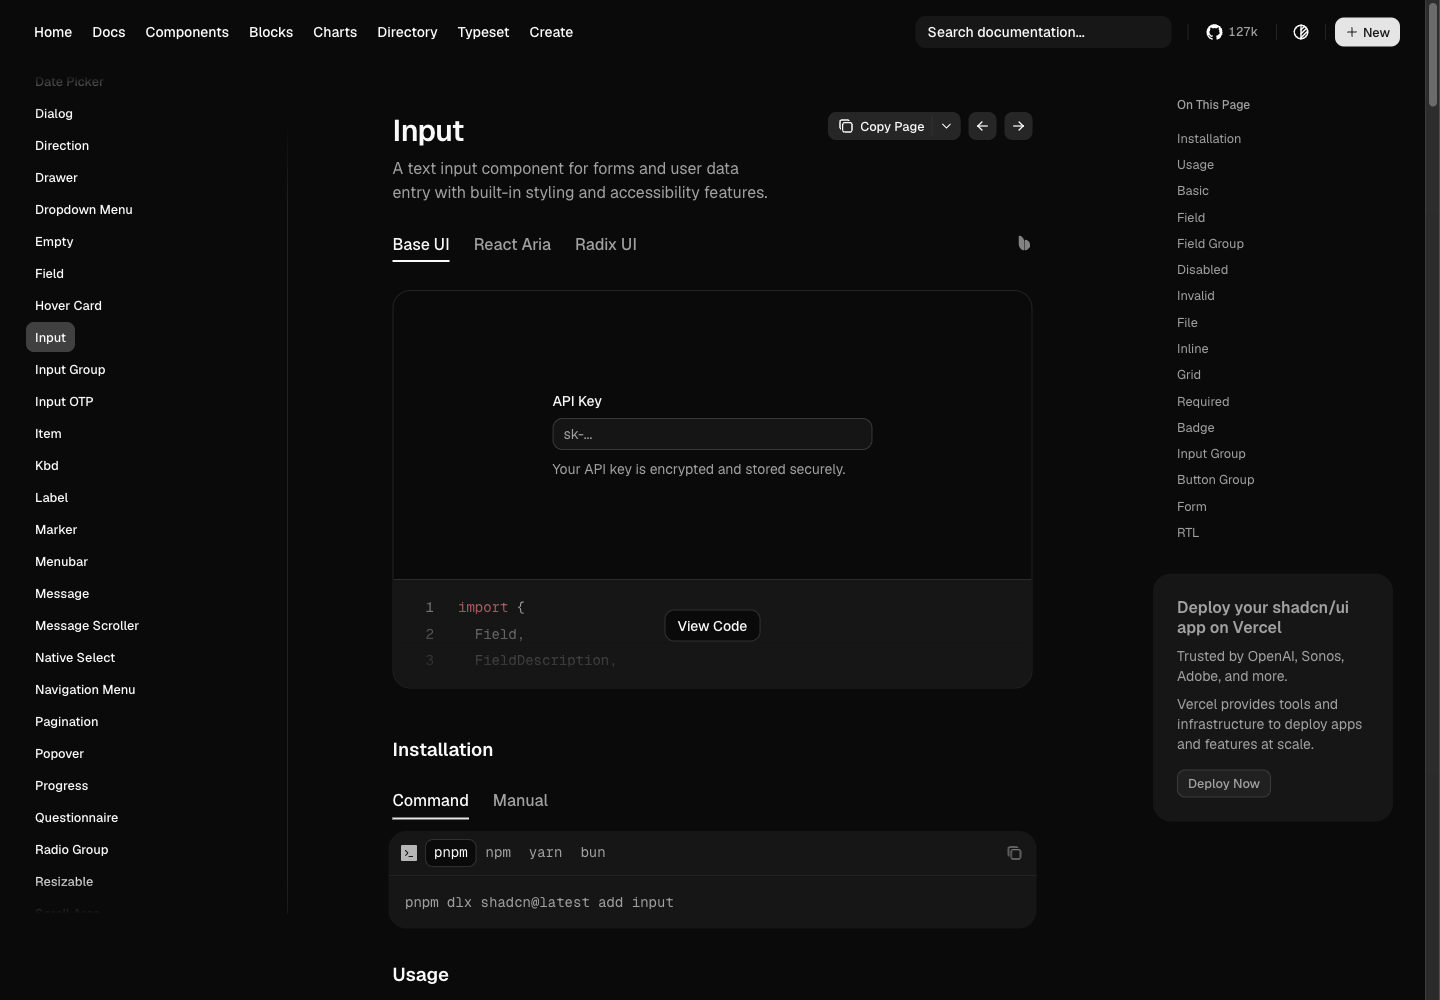 Home Docs Components Blocks Charts Directory Typeset Create
Search documentation...
127k
New
Date Picker
Dialog
Direction
Drawer
Dropdown Menu
Empty
Field
Hover Card
Input
Input Group
Input OTP
Item
Kbd
Label
Marker
Menubar
Message
Message Scroller
Native Select
Navigation Menu
Pagination
Popover
Progress
Questionnaire
Radio Group
Resizable
Scroll Area
Input
Copy Page
A text input component for forms and user data
entry with built-in styling and accessibility features.
Base UI React Aria Radix UI
API Key
sk-...
Your API key is encrypted and stored securely.
1 import {
2 Field,
3 FieldDescription,
View Code
Installation
Command Manual
pnpm npm yarn bun
pnpm dlx shadcn@latest add input
Usage
On This Page
Installation
Usage
Basic
Field
Field Group
Disabled
Invalid
File
Inline
Grid
Required
Badge
Input Group
Button Group
Form
RTL
Deploy your shadcn/ui
app on Vercel
Trusted by OpenAI, Sonos,
Adobe, and more.
Vercel provides tools and
infrastructure to deploy apps
and features at scale.
Deploy Now